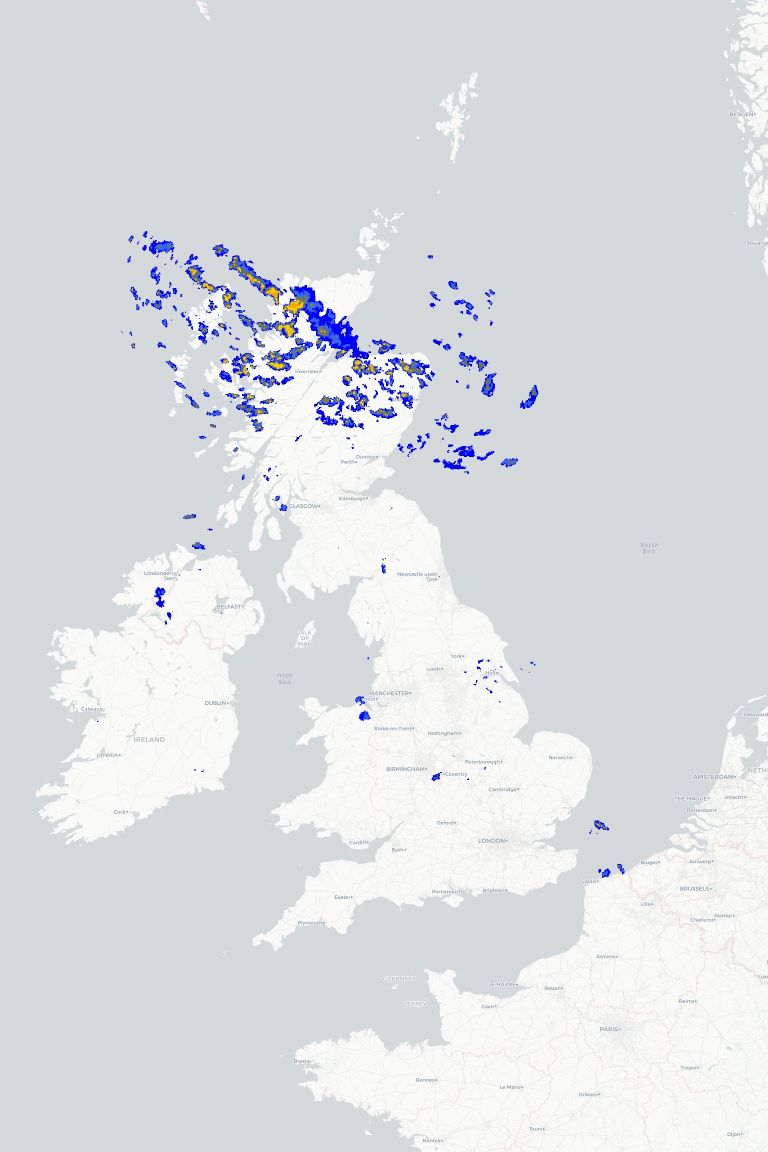 BERGEN
Inverness
Dundee
Perth
Edinburgh
GLASGOW
North
Sea
Londonderry/
Derry
Newcastle upon
Tyne
BELFAST
ISLE
OF
MAN
York
Leeds
Hull
Irish
Sea
MANCHESTER
DUBLIN
Galway
Stoke-on-Trent
Nottingham
IRELAND
Limerick
Peterborough
Norwich
BIRMINGHAM
Coventry
AMSTERDAM
NETH
Cambridge
THE HAGUE
Utrecht
Rotterdam
Cork
Oxford
Cardiff
LONDON
Bath
Bruges
Antwerp
Calais
BRUSSELS
Portsmouth
Brighton
Exeter
Lille
Charleroi
Namur
Plymouth
Amiens
GUERNSEY
LE HAVRE
Rouen
JERSEY
Caen
Reims
PARIS
Brest
Troyes
Rennes
Le Mans
Orléans
Tours
Dijon
Nantes